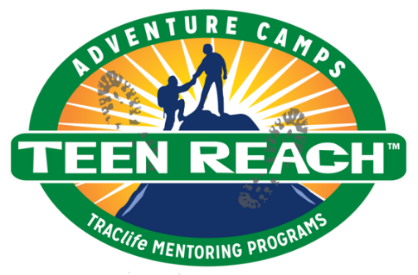 ADVENTURE CAMPS
TEEN REACH™
TRAClife MENTORING PROGRAMS